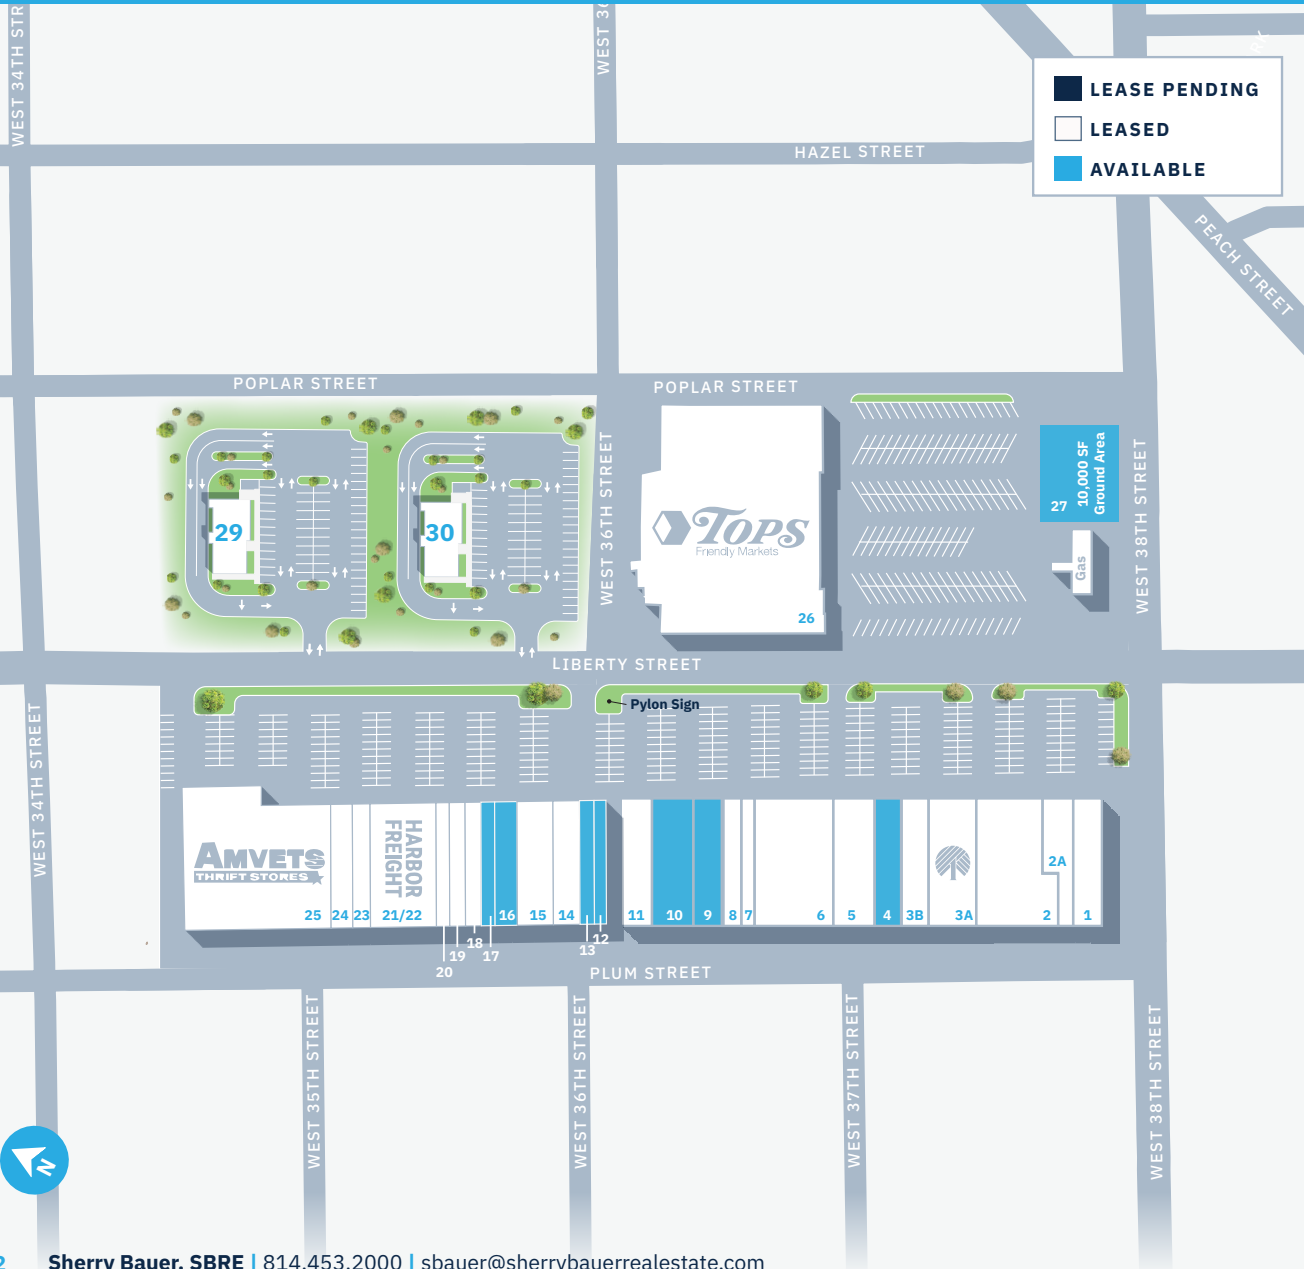 WEST 34TH STR
WEST 36
LEASE PENDING
LEASED
AVAILABLE
HAZEL STREET
PEACH STREET
POPLAR STREET
POPLAR STREET
29
30
WEST 36TH STREET
TOPS
Friendly Markets
26
27
10,000 SF
Ground Area
Gas
WEST 38TH STREET
LIBERTY STREET
Pylon Sign
WEST 34TH STREET
AMVETS
THRIFT STORES
HARBOR
FREIGHT
2A
25 24 23 21/22 16 15 14 11 10 9 8 7 6 5 4 3B 3A 2 1
20 19 18 17 13 12
PLUM STREET
WEST 35TH STREET
WEST 36TH STREET
WEST 37TH STREET
WEST 38TH STREET
N
2 Sherry Bauer, SBRE | 814.453.2000 | sbauer@sherrybauerrealestate.com